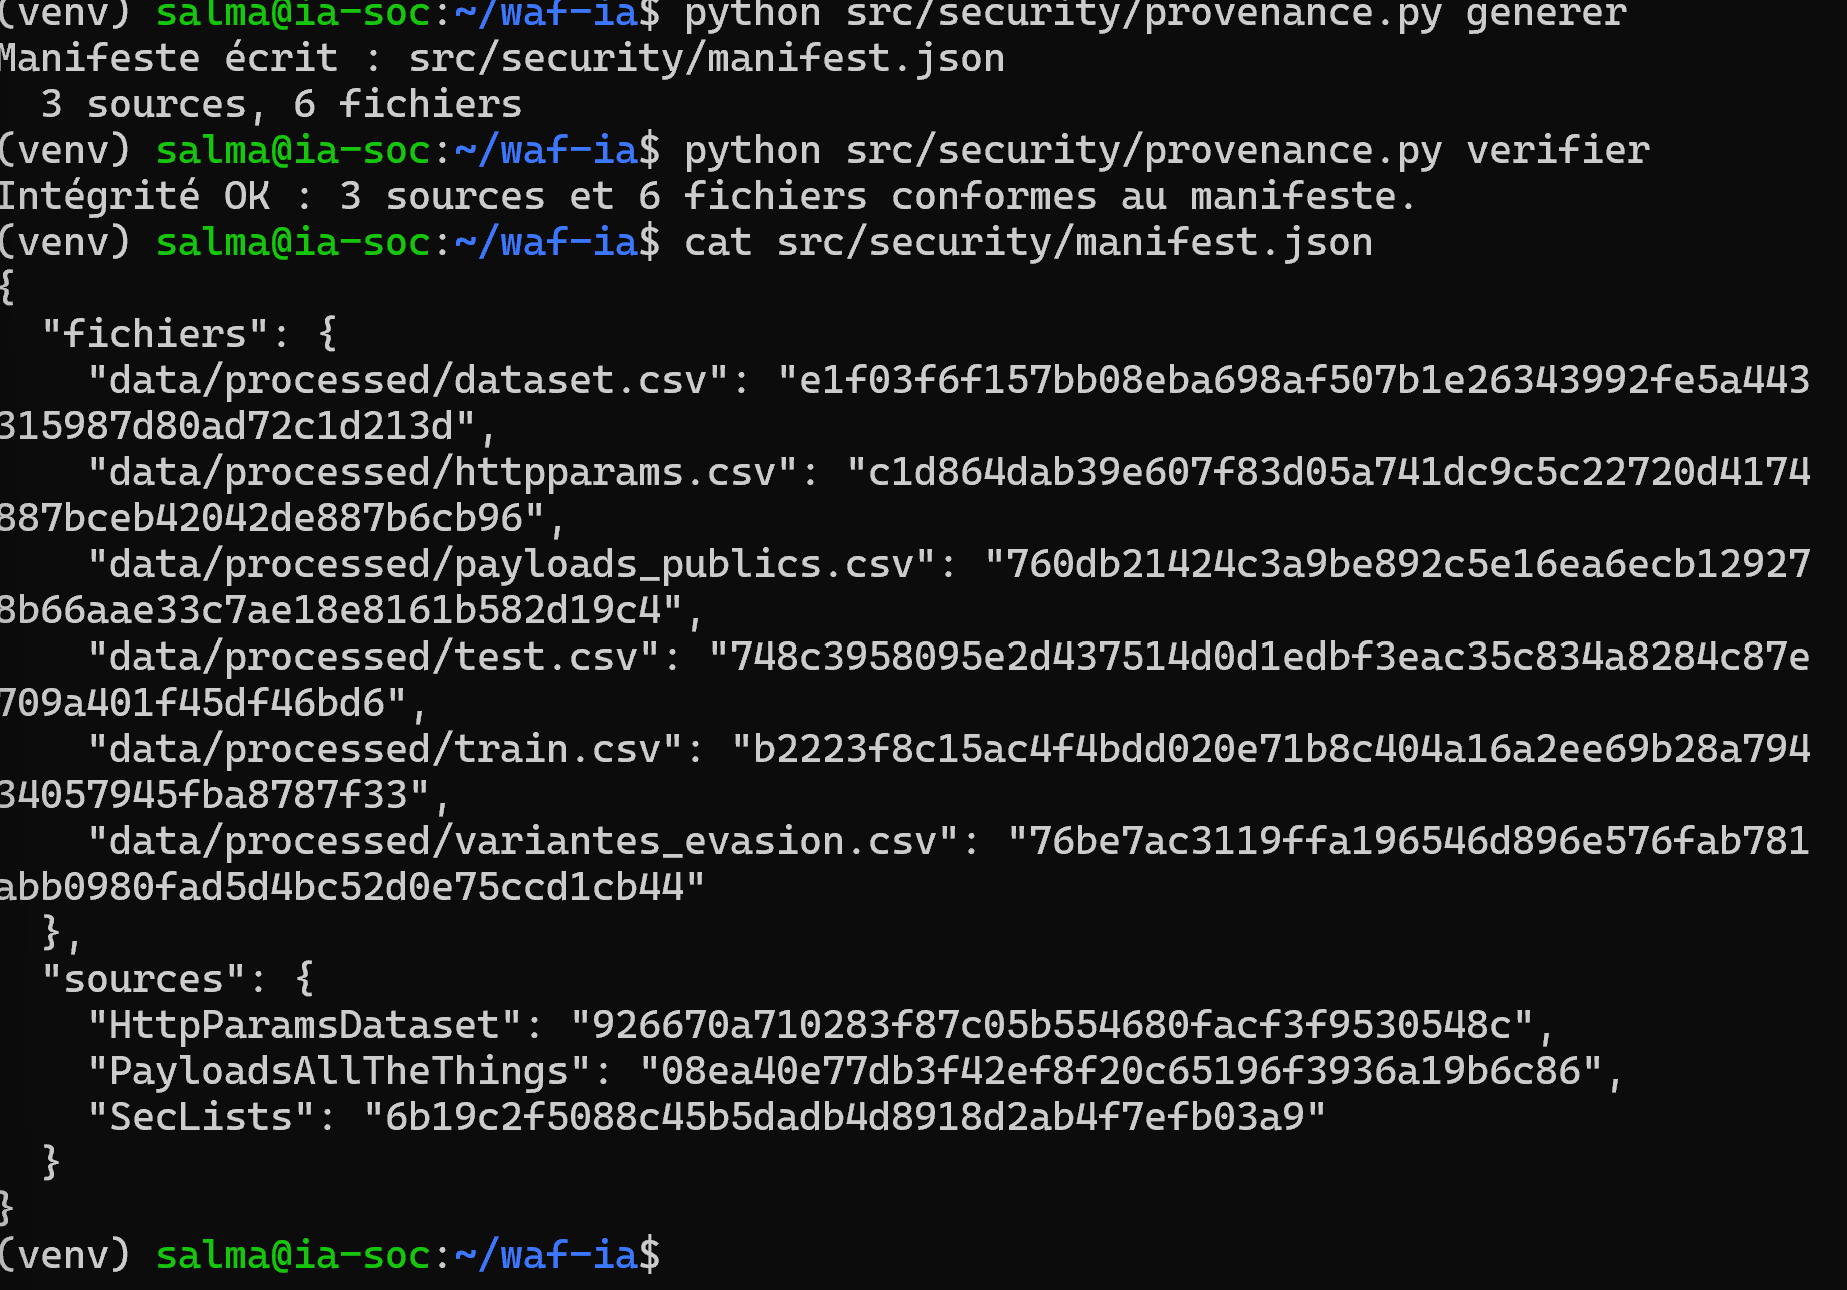 (venv) salma@ia-soc:~/waf-ia$ python src/security/provenance.py generer
Manifeste écrit : src/security/manifest.json
  3 sources, 6 fichiers
(venv) salma@ia-soc:~/waf-ia$ python src/security/provenance.py verifier
Intégrité OK : 3 sources et 6 fichiers conformes au manifeste.
(venv) salma@ia-soc:~/waf-ia$ cat src/security/manifest.json
{
  "fichiers": {
    "data/processed/dataset.csv": "e1f03f6f157bb08eba698af507b1e26343992fe5a443
315987d80ad72c1d213d",
    "data/processed/httpparams.csv": "c1d864dab39e607f83d05a741dc9c5c22720d4174
887bceb42042de887b6cb96",
    "data/processed/payloads_publics.csv": "760db21424c3a9be892c5e16ea6ecb12927
8b66aae33c7ae18e8161b582d19c4",
    "data/processed/test.csv": "748c3958095e2d437514d0d1edbf3eac35c834a8284c87e
709a401f45df46bd6",
    "data/processed/train.csv": "b2223f8c15ac4f4bdd020e71b8c404a16a2ee69b28a794
34057945fba8787f33",
    "data/processed/variantes_evasion.csv": "76be7ac3119ffa196546d896e576fab781
abb0980fad5d4bc52d0e75ccd1cb44"
  },
  "sources": {
    "HttpParamsDataset": "926670a710283f87c05b554680facf3f9530548c",
    "PayloadsAllTheThings": "08ea40e77db3f42ef8f20c65196f3936a19b6c86",
    "SecLists": "6b19c2f5088c45b5dadb4d8918d2ab4f7efb03a9"
  }
}
(venv) salma@ia-soc:~/waf-ia$